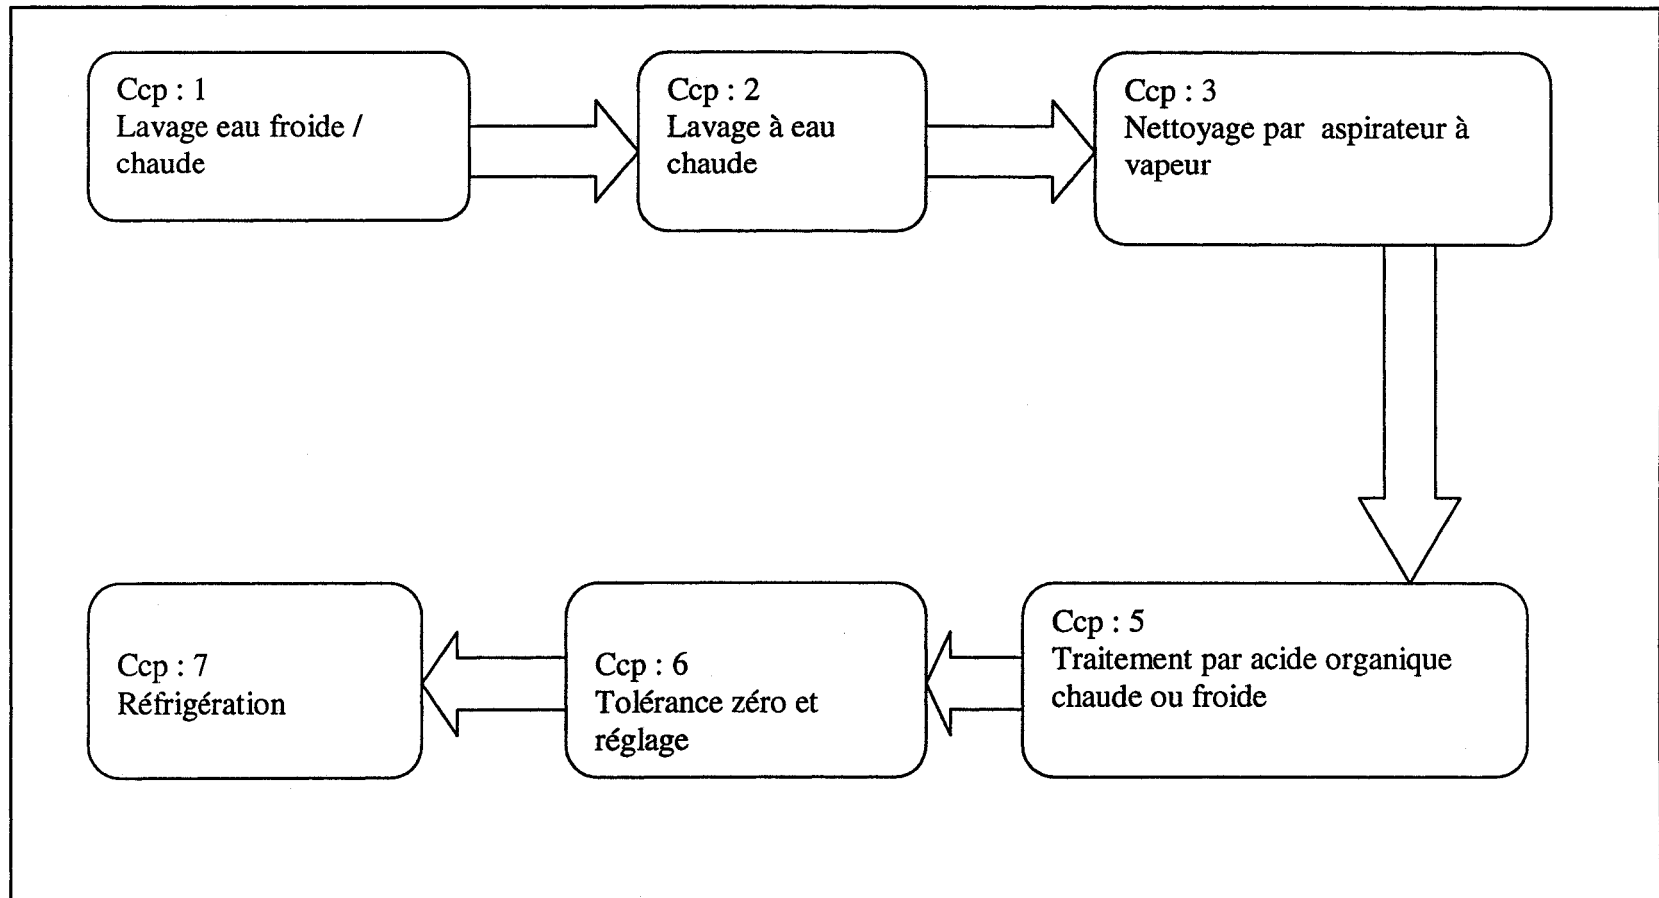 Ccp : 1
Lavage eau froide /
chaude
Ccp : 2
Lavage à eau
chaude
Ccp : 3
Nettoyage par aspirateur à
vapeur
Ccp : 5
Traitement par acide organique
chaude ou froide
Ccp : 6
Tolérance zéro et
réglage
Ccp : 7
Réfrigération